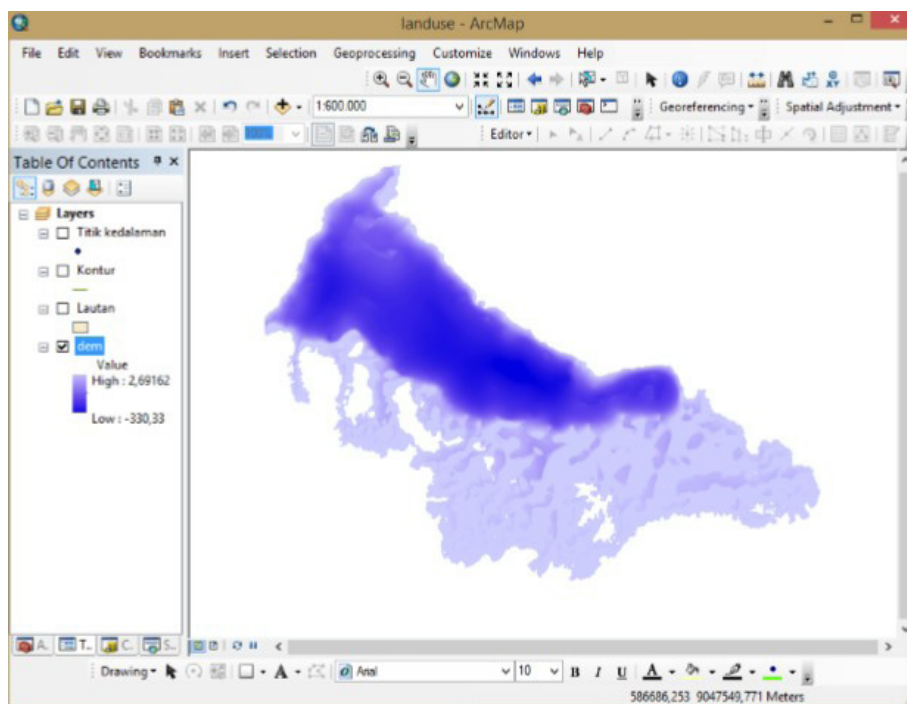 landuse - ArcMap
File Edit View Bookmarks Insert Selection Geoprocessing Customize Windows Help
1:600.000
Georeferencing
Spatial Adjustment
100%
Editor
Table Of Contents
Layers
Titik kedalaman
Kontur
Lautan
dem
Value
High : 2,69162
Low : -330,33
A.. T.. C.. S..
Drawing A Arial 10 B I U A
586686,253 9047549,771 Meters